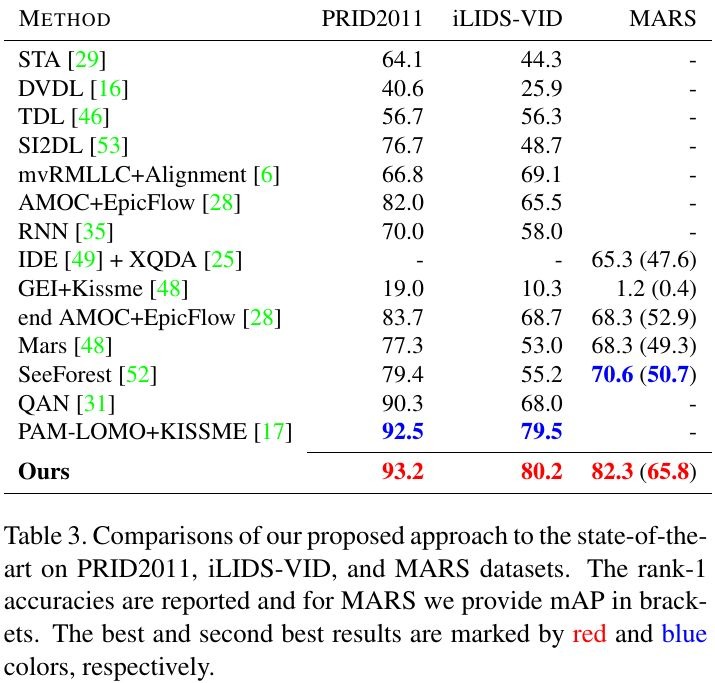 METHOD PRID2011 iLIDS-VID MARS
STA [29] 64.1 44.3 -
DVDL [16] 40.6 25.9 -
TDL [46] 56.7 56.3 -
SI2DL [53] 76.7 48.7 -
mvRMLLC+Alignment [6] 66.8 69.1 -
AMOC+EpicFlow [28] 82.0 65.5 -
RNN [35] 70.0 58.0 -
IDE [49] + XQDA [25] - - 65.3 (47.6)
GEI+Kissme [48] 19.0 10.3 1.2 (0.4)
end AMOC+EpicFlow [28] 83.7 68.7 68.3 (52.9)
Mars [48] 77.3 53.0 68.3 (49.3)
SeeForest [52] 79.4 55.2 70.6 (50.7)
QAN [31] 90.3 68.0 -
PAM-LOMO+KISSME [17] 92.5 79.5 -
Ours 93.2 80.2 82.3 (65.8)
Table 3. Comparisons of our proposed approach to the state-of-the-
art on PRID2011, iLIDS-VID, and MARS datasets. The rank-1
accuracies are reported and for MARS we provide mAP in brack-
ets. The best and second best results are marked by red and blue
colors, respectively.